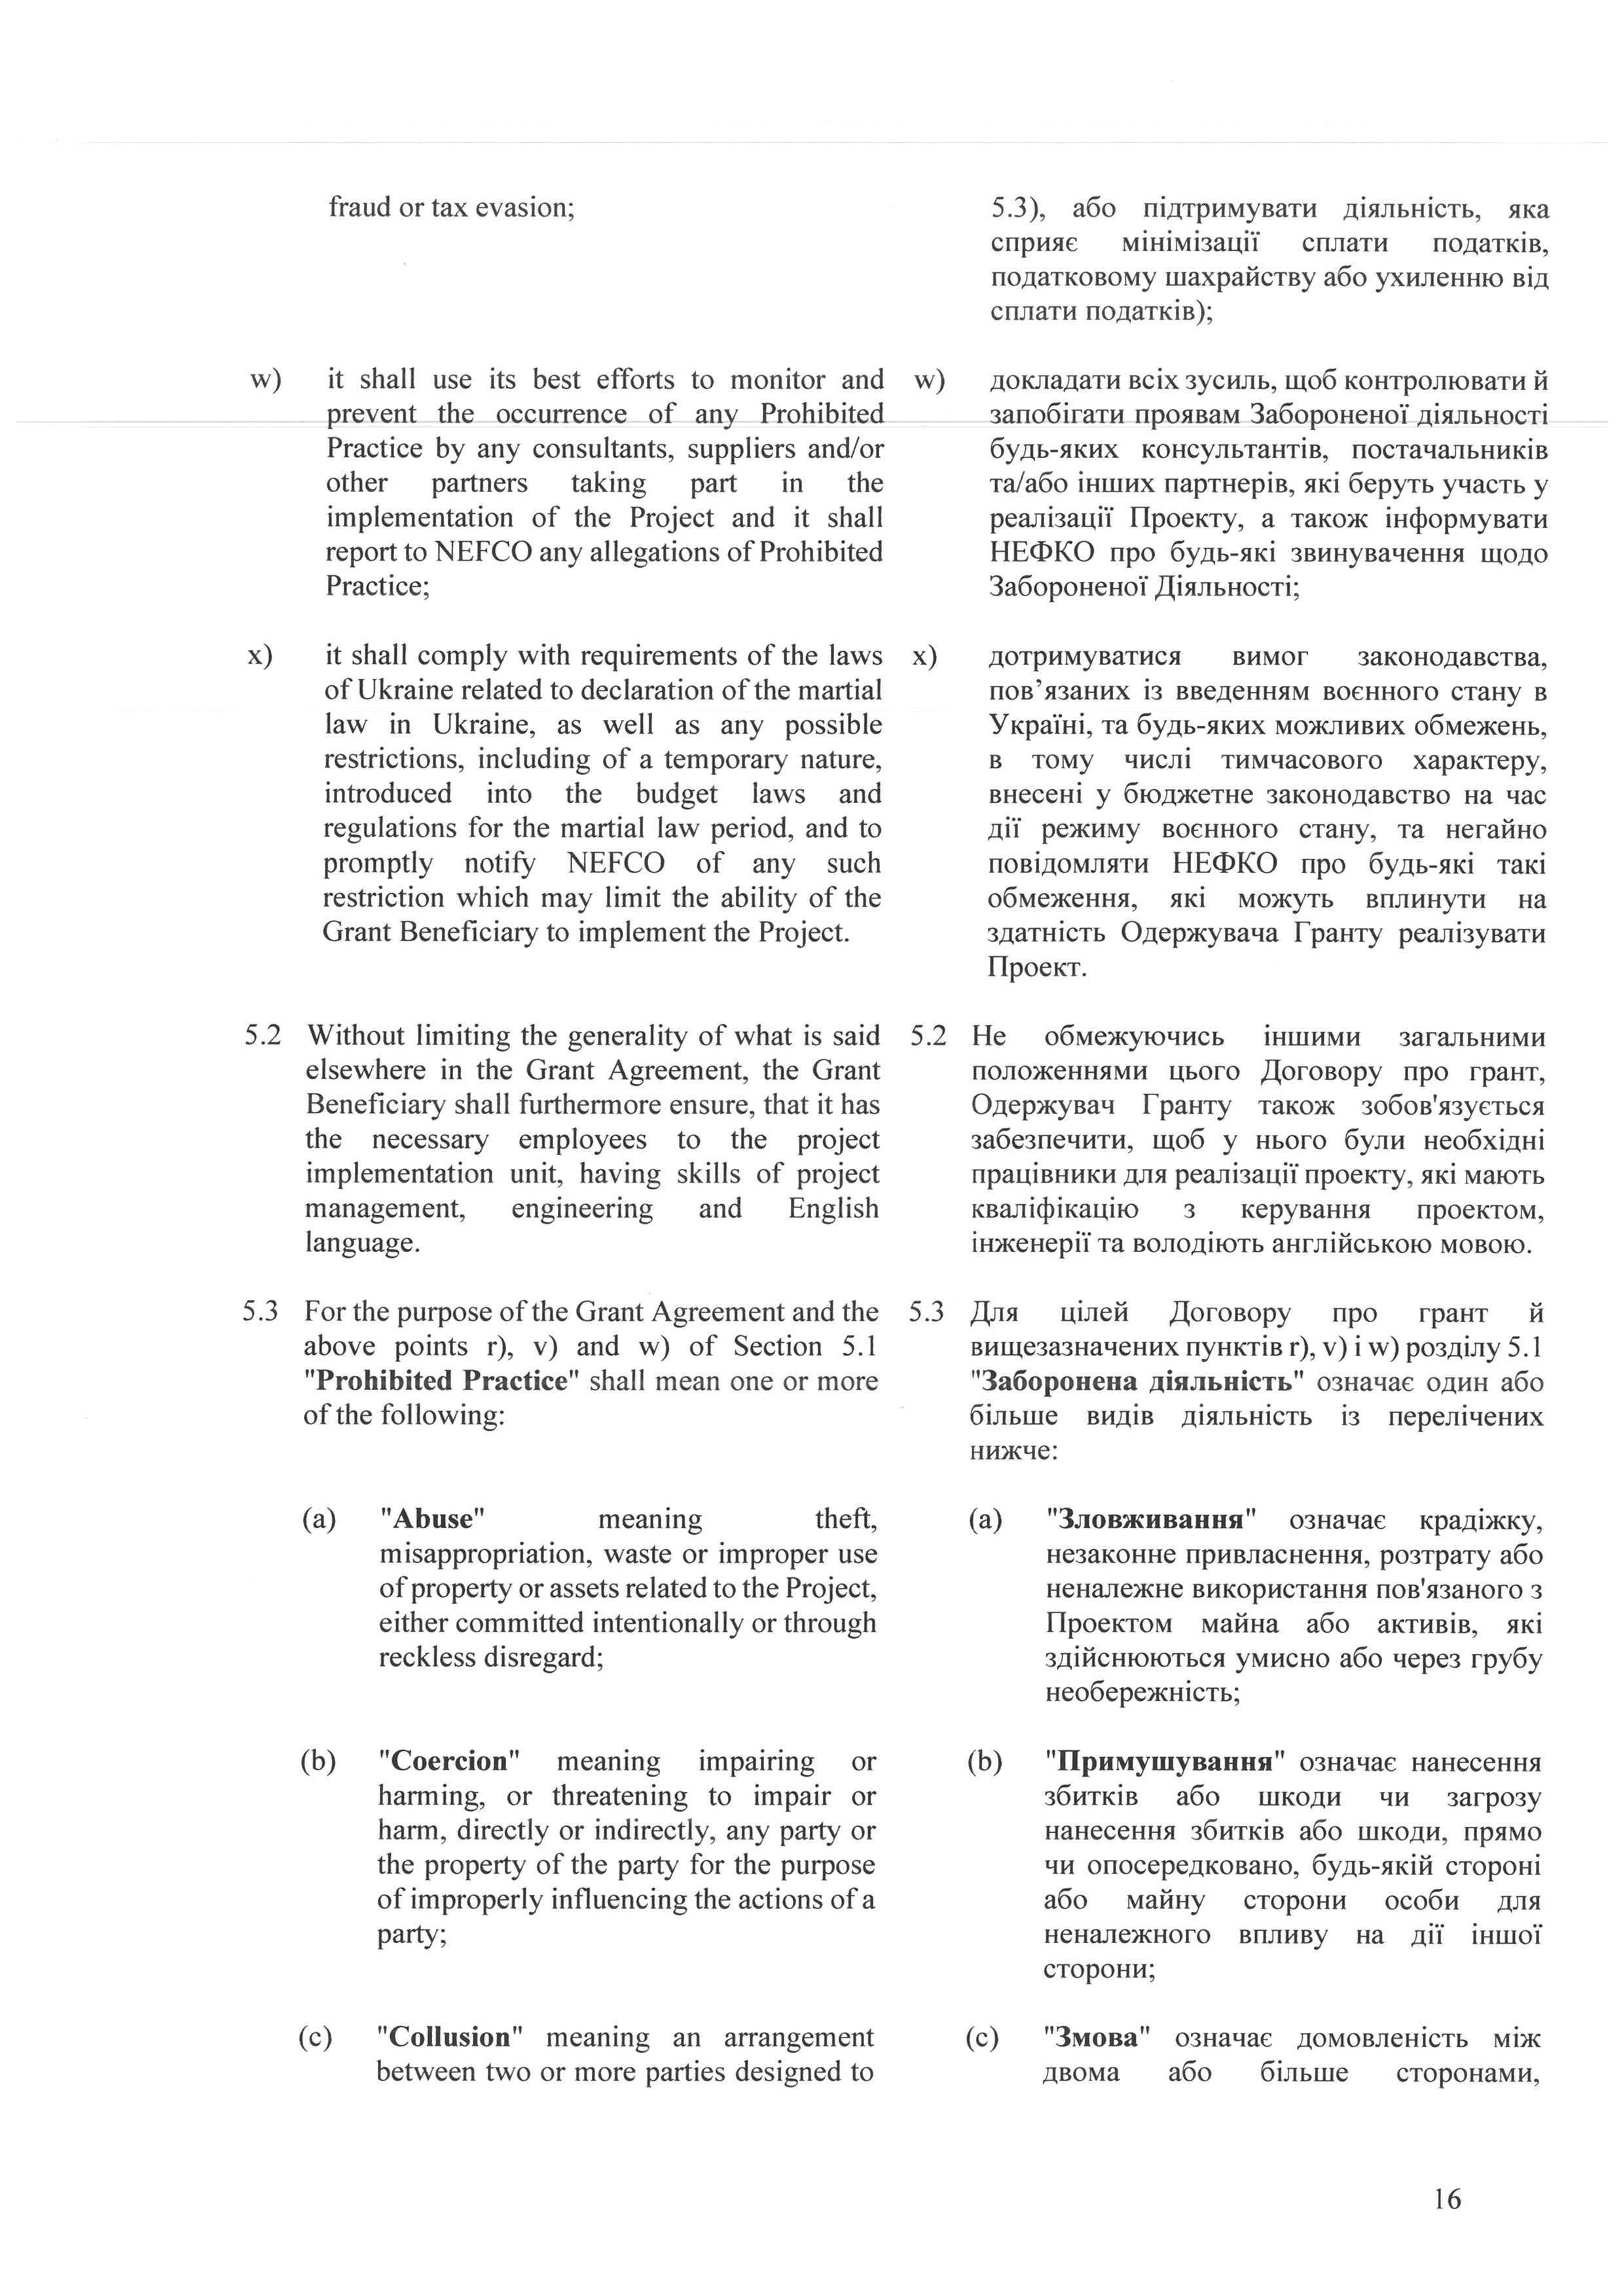 fraud or tax evasion;
w) it shall use its best efforts to monitor and
prevent the occurrence of any Prohibited
Practice by any consultants, suppliers and/or
other partners taking part in the
implementation of the Project and it shall
report to NEFCO any allegations of Prohibited
Practice;
x) it shall comply with requirements of the laws
of Ukraine related to declaration of the martial
law in Ukraine, as well as any possible
restrictions, including of a temporary nature,
introduced into the budget laws and
regulations for the martial law period, and to
promptly notify NEFCO of any such
restriction which may limit the ability of the
Grant Beneficiary to implement the Project.
5.2 Without limiting the generality of what is said
elsewhere in the Grant Agreement, the Grant
Beneficiary shall furthermore ensure, that it has
the necessary employees to the project
implementation unit, having skills of project
management, engineering and English
language.
5.3 For the purpose of the Grant Agreement and the
above points r), v) and w) of Section 5.1
"Prohibited Practice" shall mean one or more
of the following:
(a) "Abuse" meaning theft,
misappropriation, waste or improper use
of property or assets related to the Project,
either committed intentionally or through
reckless disregard;
(b) "Coercion" meaning impairing or
harming, or threatening to impair or
harm, directly or indirectly, any party or
the property of the party for the purpose
of improperly influencing the actions of a
party;
(c) "Collusion" meaning an arrangement
between two or more parties designed to
5.3), або підтримувати діяльність, яка
сприяє мінімізації сплати податків,
податковому шахрайству або ухиленню від
сплати податків);
w) докладати всіх зусиль, щоб контролювати й
запобігати проявам Забороненої діяльності
будь-яких консультантів, постачальників
та/або інших партнерів, які беруть участь у
реалізації Проекту, а також інформувати
НЕФКО про будь-які звинувачення щодо
Забороненої Діяльності;
x) дотримуватися вимог законодавства,
пов’язаних із введенням воєнного стану в
Україні, та будь-яких можливих обмежень,
в тому числі тимчасового характеру,
внесені у бюджетне законодавство на час
дії режиму воєнного стану, та негайно
повідомляти НЕФКО про будь-які такі
обмеження, які можуть вплинути на
здатність Одержувача Гранту реалізувати
Проект.
5.2 Не обмежуючись іншими загальними
положеннями цього Договору про грант,
Одержувач Гранту також зобов'язується
забезпечити, щоб у нього були необхідні
працівники для реалізації проекту, які мають
кваліфікацію з керування проектом,
інженерії та володіють англійською мовою.
5.3 Для цілей Договору про грант й
вищезазначених пунктів r), v) і w) розділу 5.1
"Заборонена діяльність" означає один або
більше видів діяльність із перелічених
нижче:
(a) "Зловживання" означає крадіжку,
незаконне привласнення, розтрату або
неналежне використання пов'язаного з
Проектом майна або активів, які
здійснюються умисно або через грубу
необережність;
(b) "Примушування" означає нанесення
збитків або шкоди чи загрозу
нанесення збитків або шкоди, прямо
чи опосередковано, будь-якій стороні
або майну сторони особи для
неналежного впливу на дії іншої
сторони;
(c) "Змова" означає домовленість між
двома або більше сторонами,
16